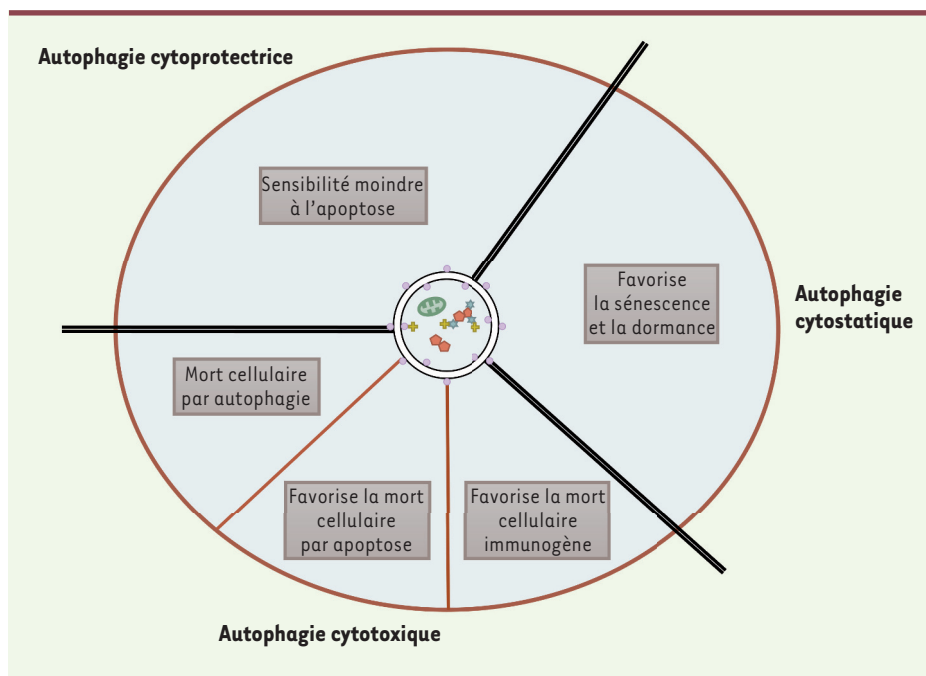 Autophagie cytoprotectrice
Sensibilité moindre
à l'apoptose
Favorise
la sénescence
et la dormance
Autophagie
cytostatique
Mort cellulaire
par autophagie
Favorise la mort
cellulaire
par apoptose
Favorise la mort
cellulaire
immunogène
Autophagie cytotoxique